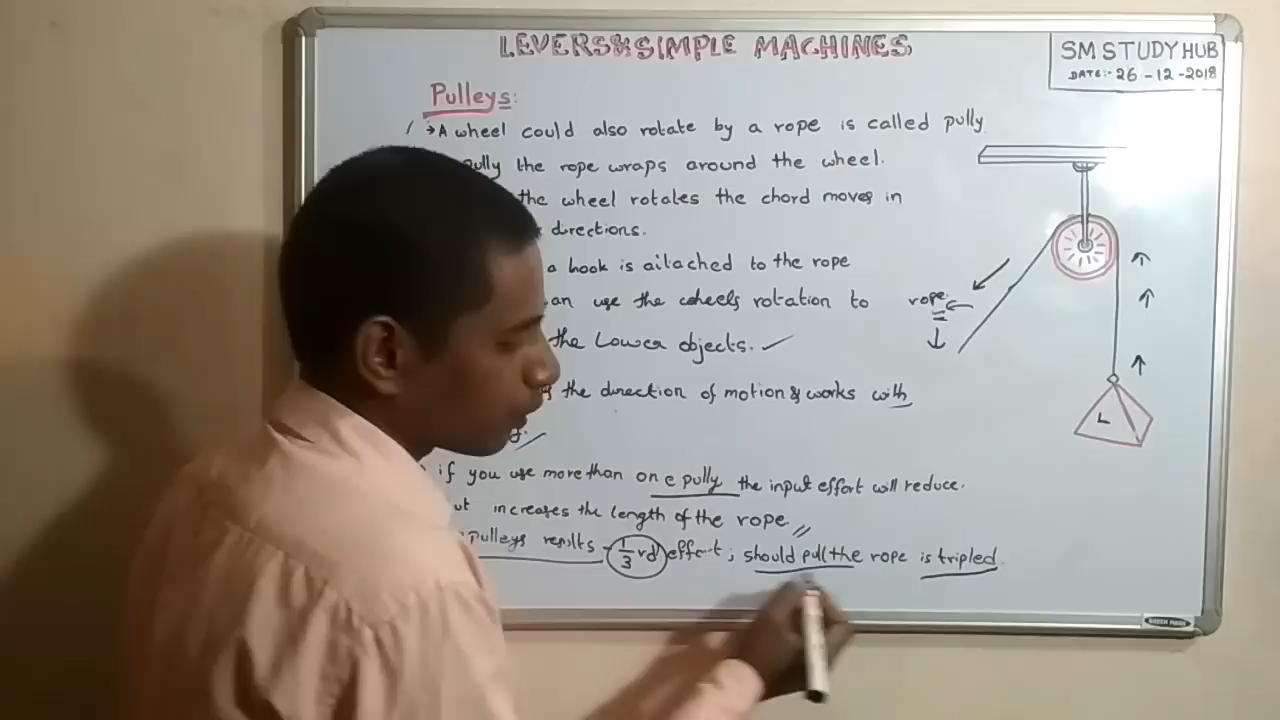 LEVERS & SIMPLE MACHINES
SM STUDY HUB
DATE:- 26-12-2018
Pulleys:
→ A wheel could also rotate by a rope is called pully
pully the rope wraps around the wheel.
the wheel rotates the chord moves in
directions.
a hook is aitached to the rope
an use the wheels rotation to
the Lower objects.
the direction of motion & works with
if you use more than one pully the input effort will reduce.
ut increases the length of the rope
pulleys results - 1/3 rd effort; should pull the rope is tripled.
rope
L
GREEN MARK